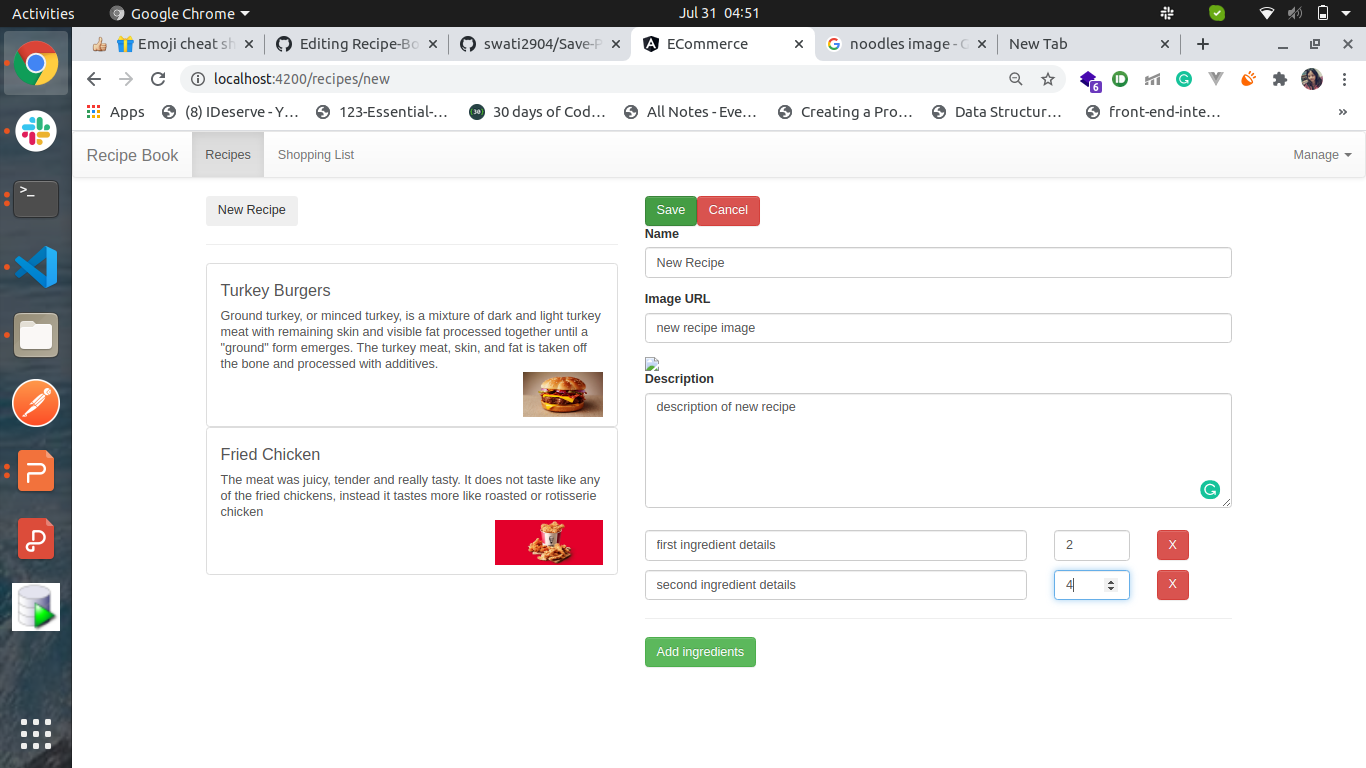 Activities
Google Chrome
Jul 31 04:51
Emoji cheat sh
Editing Recipe-Bo
swati2904/Save-P
ECommerce
noodles image - G
New Tab
localhost:4200/recipes/new
6
Apps
(8) IDeserve - Y…
123-Essential-…
30 days of Cod…
All Notes - Eve…
Creating a Pro…
Data Structur…
front-end-inte…
»
Recipe Book
Recipes
Shopping List
Manage
New Recipe
Turkey Burgers
Ground turkey, or minced turkey, is a mixture of dark and light turkey
meat with remaining skin and visible fat processed together until a
"ground" form emerges. The turkey meat, skin, and fat is taken off
the bone and processed with additives.
Fried Chicken
The meat was juicy, tender and really tasty. It does not taste like any
of the fried chickens, instead it tastes more like roasted or rotisserie
chicken
Save
Cancel
Name
New Recipe
Image URL
new recipe image
Description
description of new recipe
first ingredient details
2
X
second ingredient details
4
X
Add ingredients